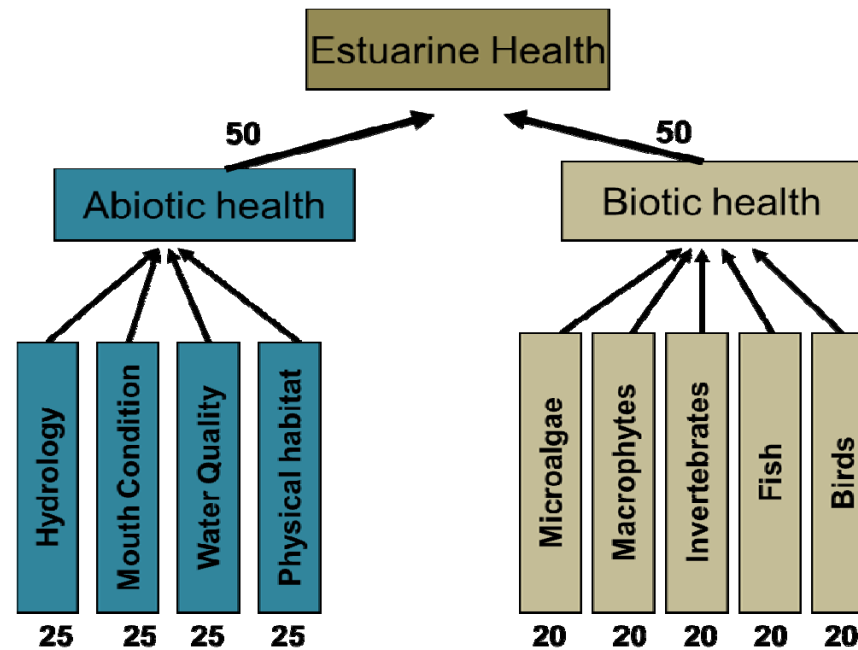 Estuarine Health
50
50
Abiotic health
Biotic health
Hydrology
Mouth Condition
Water Quality
Physical habitat
Microalgae
Macrophytes
Invertebrates
Fish
Birds
25 25 25 25
20 20 20 20 20